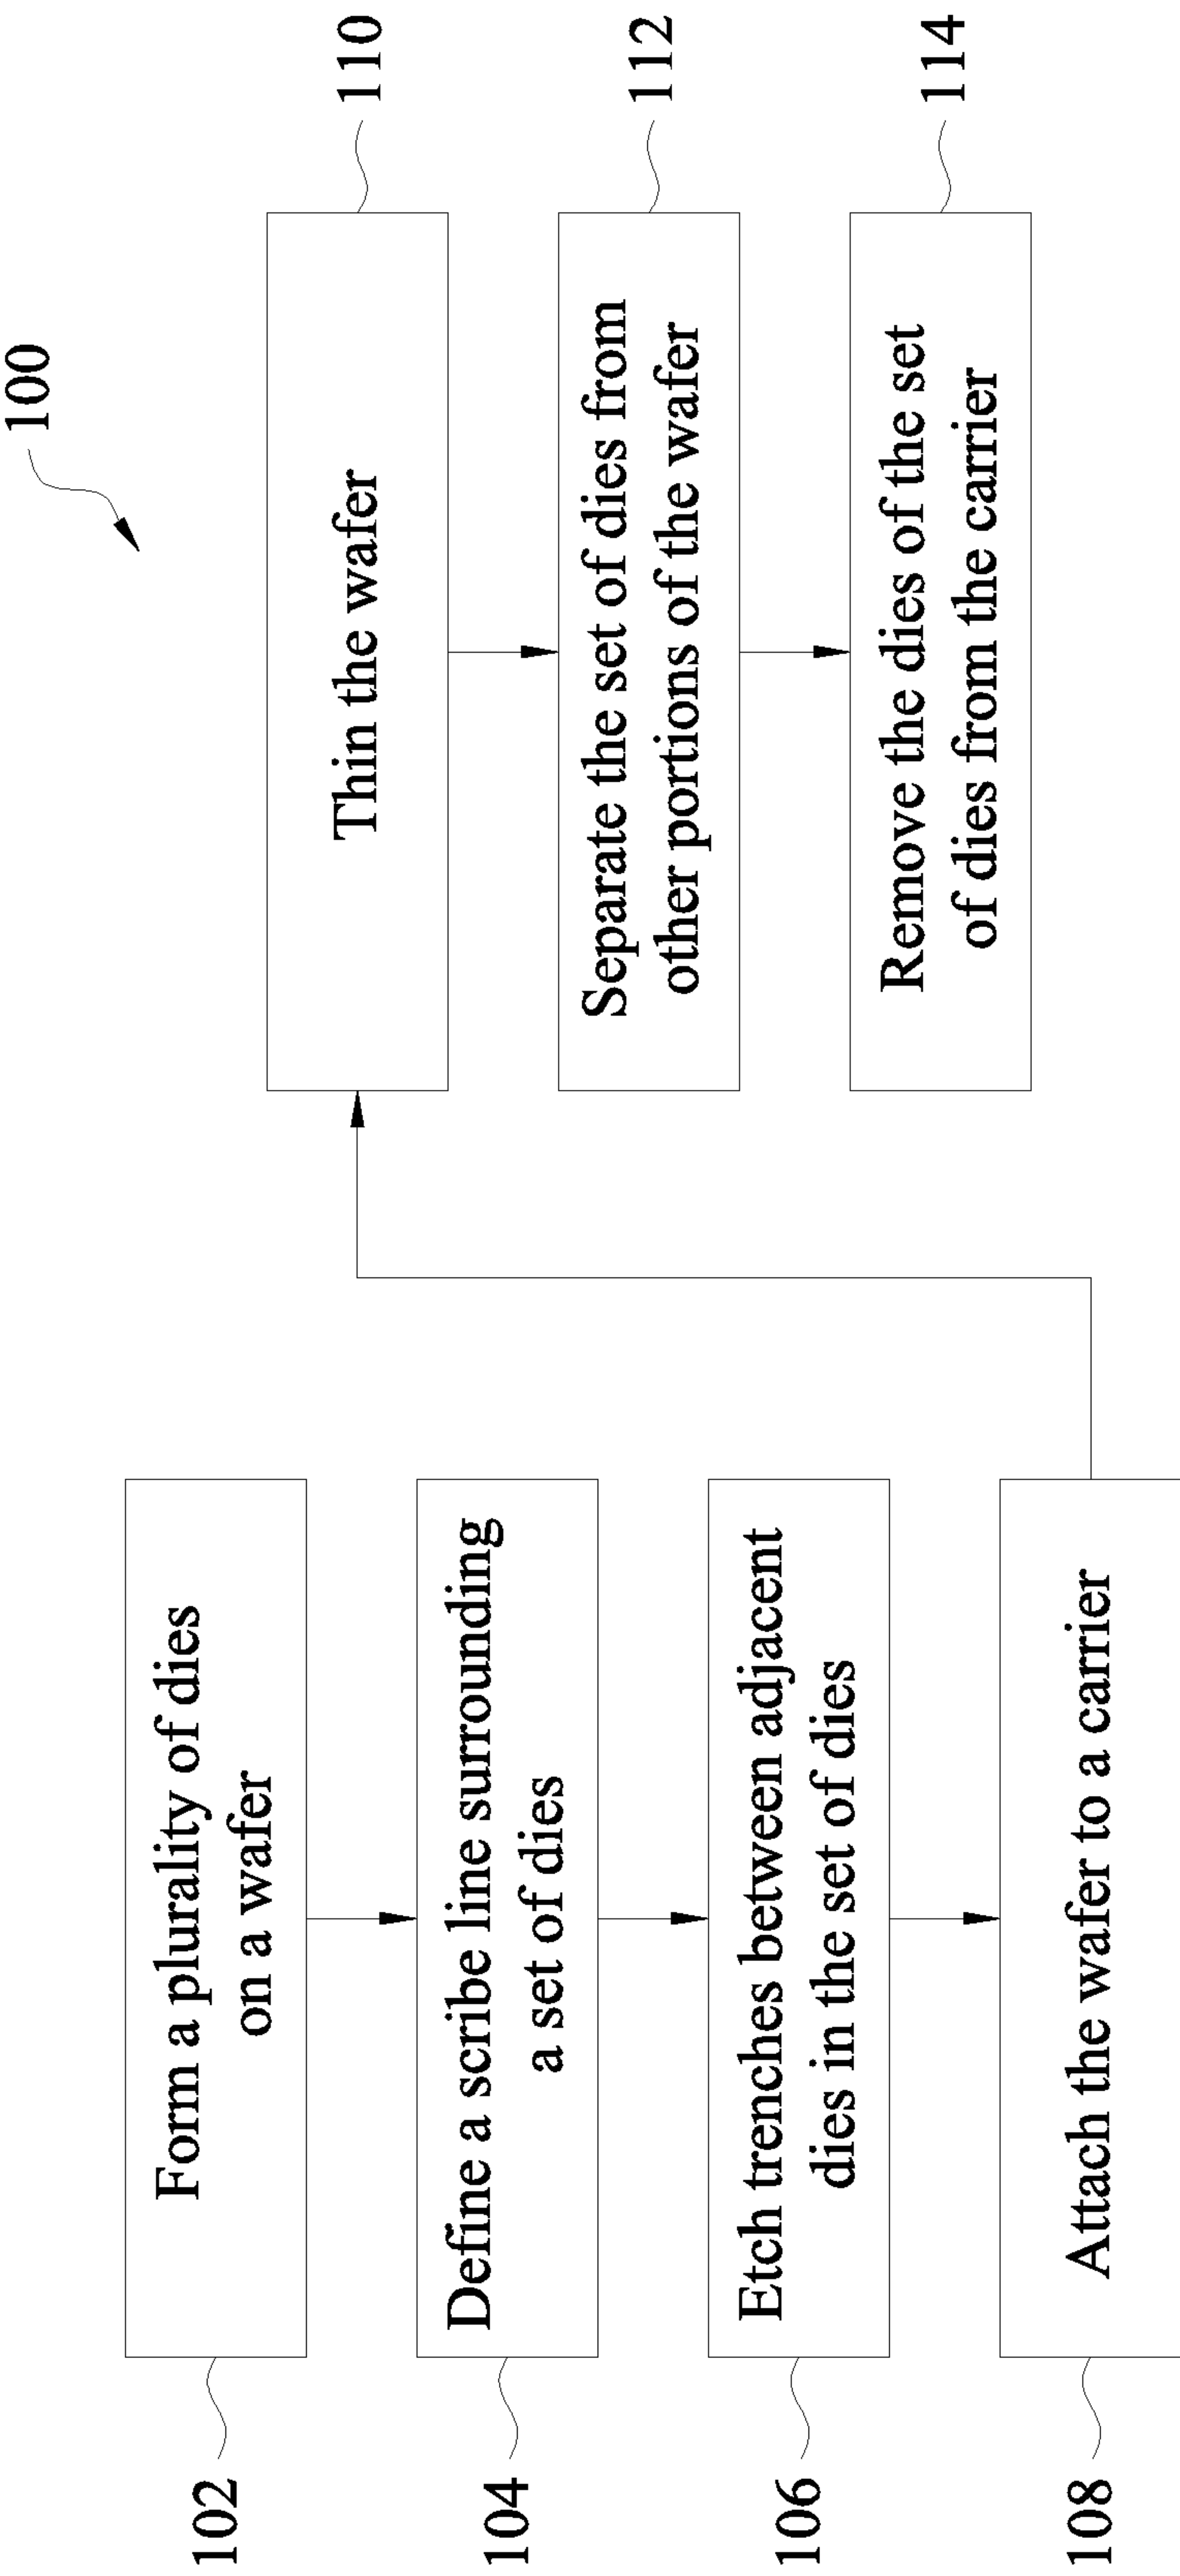 100
102
Form a plurality of dies
on a wafer
104
Define a scribe line surrounding
a set of dies
106
Etch trenches between adjacent
dies in the set of dies
108
Attach the wafer to a carrier
Thin the wafer
110
Separate the set of dies from
other portions of the wafer
112
Remove the dies of the set
of dies from the carrier
114